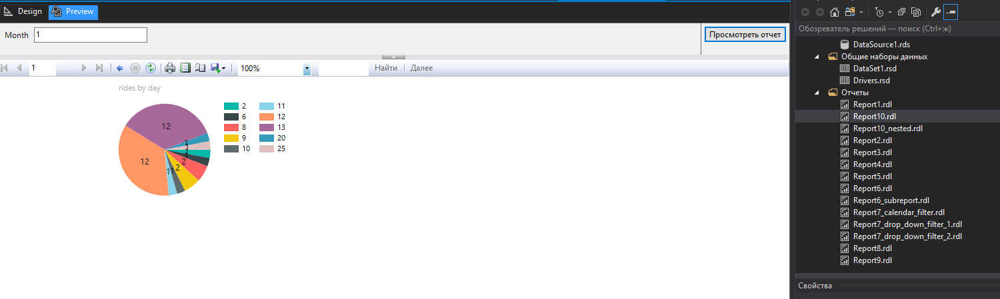 Design Preview
Month 1 Просмотреть отчет
1 100% Найти | Далее
rides by day
2 11
6 12
8 13
9 20
10 25
12
12
1
1
1
2
2
1
1
Обозреватель решений — поиск (Ctrl+ж)
DataSource1.rds
Общие наборы данных
DataSet1.rsd
Drivers.rsd
Отчеты
Report1.rdl
Report10.rdl
Report10_nested.rdl
Report2.rdl
Report3.rdl
Report4.rdl
Report5.rdl
Report6.rdl
Report6_subreport.rdl
Report7_calendar_filter.rdl
Report7_drop_down_filter_1.rdl
Report7_drop_down_filter_2.rdl
Report8.rdl
Report9.rdl
Свойства